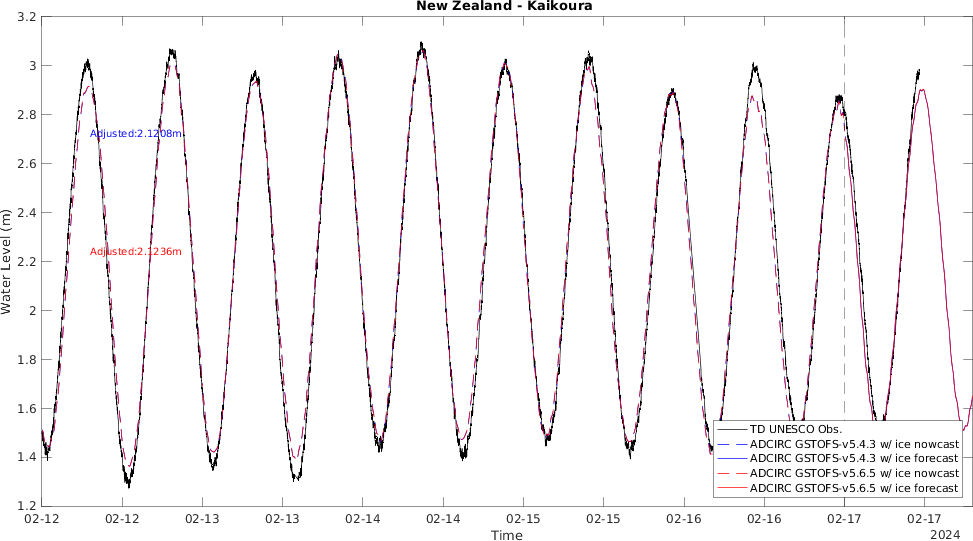 New Zealand - Kaikoura
3.2
3
2.8
2.6
2.4
2.2
2
1.8
1.6
1.4
1.2
Water Level (m)
Adjusted:2.1208m
Adjusted:2.1236m
TD UNESCO Obs.
ADCIRC GSTOFS-v5.4.3 w/ ice nowcast
ADCIRC GSTOFS-v5.4.3 w/ ice forecast
ADCIRC GSTOFS-v5.6.5 w/ ice nowcast
ADCIRC GSTOFS-v5.6.5 w/ ice forecast
02-12 02-12 02-13 02-13 02-14 02-14 02-15 02-15 02-16 02-16 02-17 02-17
Time
2024